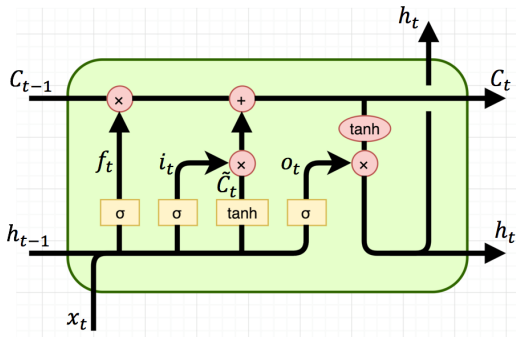 h_t
C_{t-1}
×
+
C_t
tanh
f_t
i_t
×
C̃_t
o_t
×
σ
σ
tanh
σ
h_{t-1}
h_t
x_t